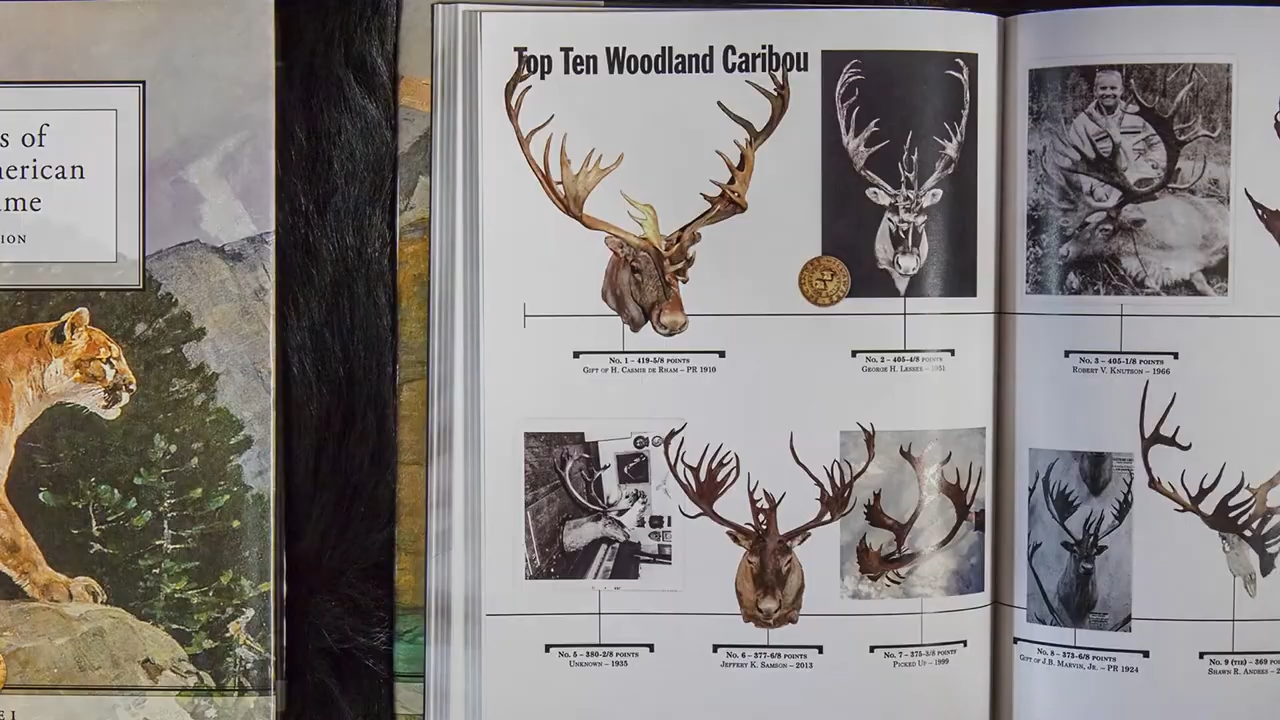 s of
erican
me
ION
E I
Top Ten Woodland Caribou
No. 1 – 419-5/8 POINTS
GIFT OF H. CASMIR DE RHAM – PR 1910
No. 2 – 405-4/8 POINTS
GEORGE H. LESSER – 1951
No. 3 – 405-1/8 POINTS
ROBERT V. KNUTSON – 1966
No. 5 – 380-2/8 POINTS
UNKNOWN – 1935
No. 6 – 377-6/8 POINTS
JEFFERY K. SAMSON – 2013
No. 7 – 375-3/8 POINTS
PICKED UP – 1999
No. 8 – 373-6/8 POINTS
GIFT OF J.B. MARVIN, JR. – PR 1924
No. 9 (TIE) – 369 PO
SHAWN R. ANDRES – 2